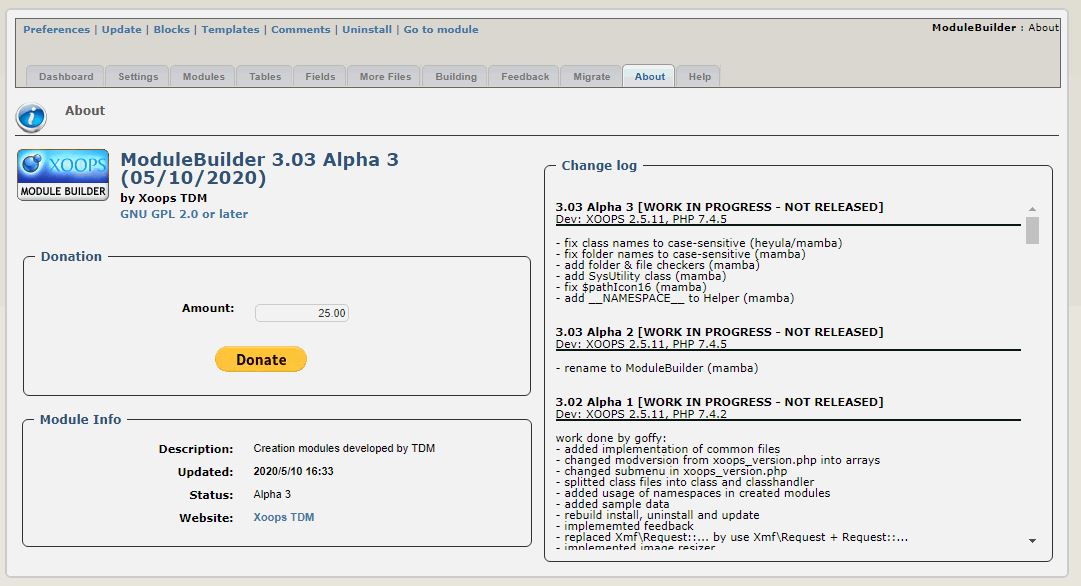 Preferences | Update | Blocks | Templates | Comments | Uninstall | Go to module
ModuleBuilder : About
Dashboard Settings Modules Tables Fields More Files Building Feedback Migrate About Help
About
XOOPS
MODULE BUILDER
ModuleBuilder 3.03 Alpha 3
(05/10/2020)
by Xoops TDM
GNU GPL 2.0 or later
Donation
Amount: 25.00
Donate
Module Info
Description: Creation modules developed by TDM
Updated: 2020/5/10 16:33
Status: Alpha 3
Website: Xoops TDM
Change log
3.03 Alpha 3 [WORK IN PROGRESS - NOT RELEASED]
Dev: XOOPS 2.5.11, PHP 7.4.5
- fix class names to case-sensitive (heyula/mamba)
- fix folder names to case-sensitive (mamba)
- add folder & file checkers (mamba)
- add SysUtility class (mamba)
- fix $pathIcon16 (mamba)
- add __NAMESPACE__ to Helper (mamba)
3.03 Alpha 2 [WORK IN PROGRESS - NOT RELEASED]
Dev: XOOPS 2.5.11, PHP 7.4.5
- rename to ModuleBuilder (mamba)
3.02 Alpha 1 [WORK IN PROGRESS - NOT RELEASED]
Dev: XOOPS 2.5.11, PHP 7.4.2
work done by goffy:
- added implementation of common files
- changed modversion from xoops_version.php into arrays
- changed submenu in xoops_version.php
- splitted class files into class and classhandler
- added usage of namespaces in created modules
- added sample data
- rebuild install, uninstall and update
- implememted feedback
- replaced Xmf\Request::... by use Xmf\Request + Request::...
- implemented image resizer